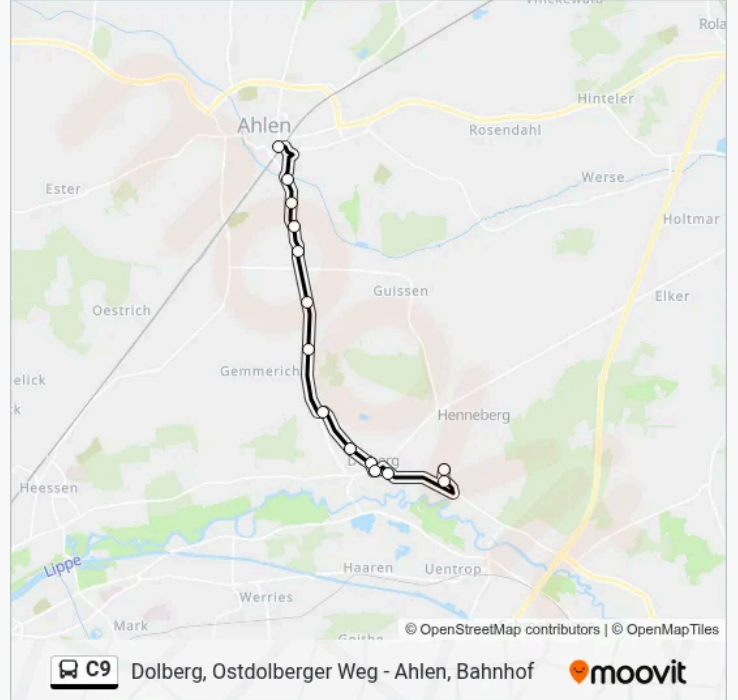 Vinckewald
Rola
Hinteler
Ahlen
Rosendahl
Ester
Werse
Holtmar
Guissen
Elker
Oestrich
Gemmerich
elick
k
Henneberg
Heessen
Lippe
Haaren
Uentrop
Werries
Mark
© OpenStreetMap contributors | © OpenMapTiles
C9 Dolberg, Ostdolberger Weg - Ahlen, Bahnhof moovit